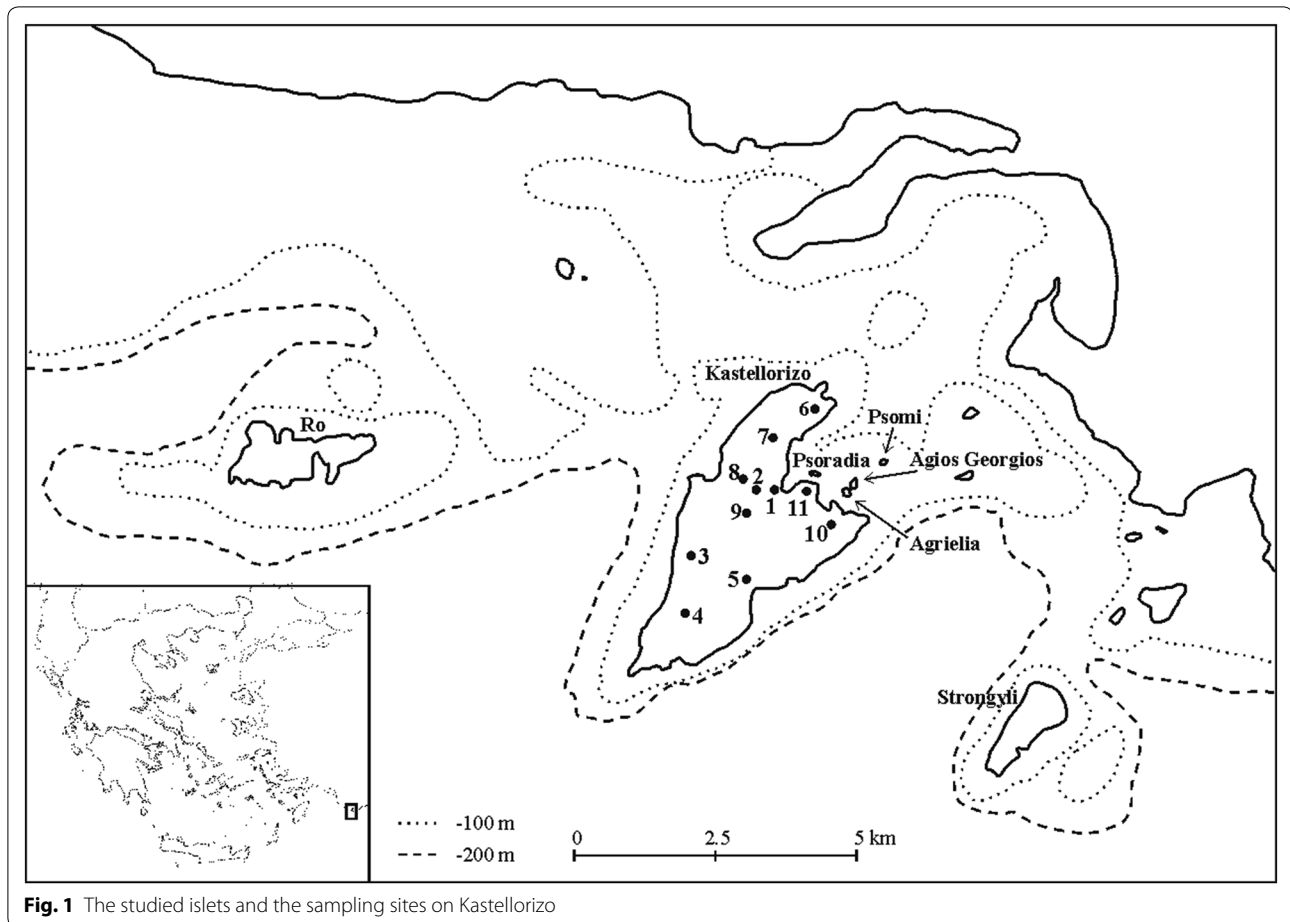 Kastellorizo
6
Psomi
Ro
7
Psoradia
Agios Georgios
8
2
1
11
9
10
Agrielia
3
5
4
Strongyli
-100 m
-200 m
0 2.5 5 km
Fig. 1 The studied islets and the sampling sites on Kastellorizo